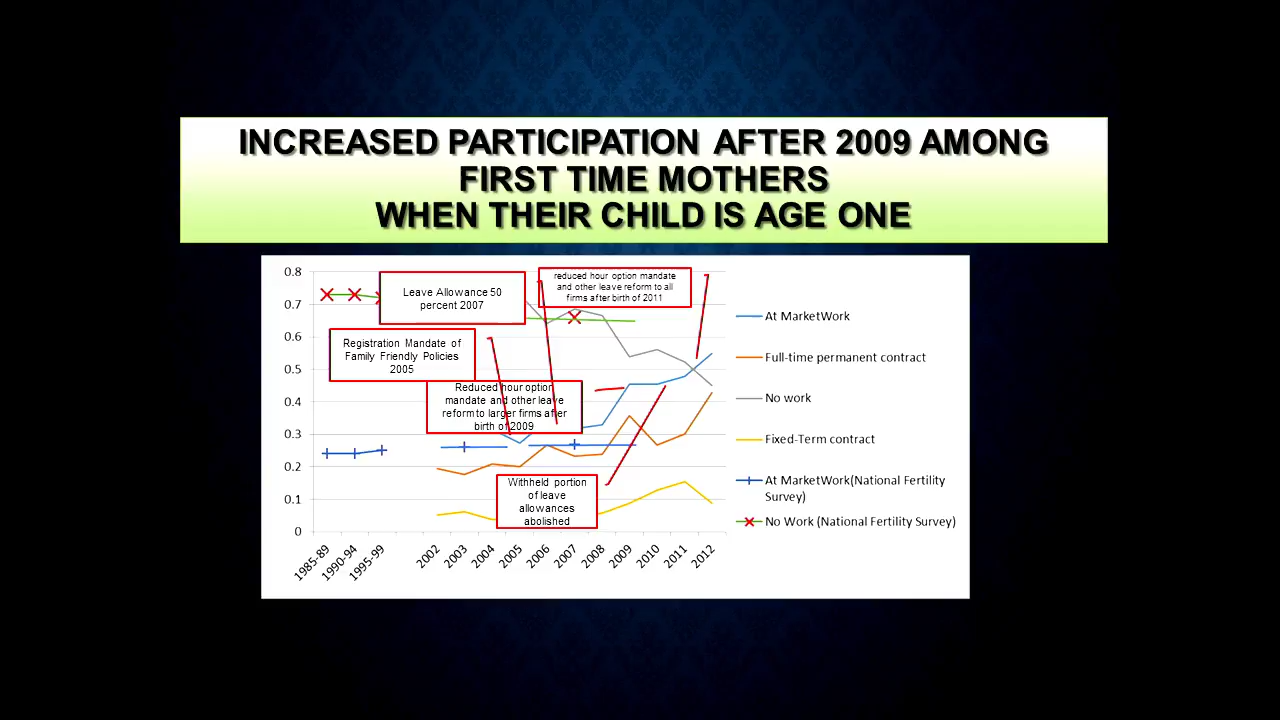 INCREASED PARTICIPATION AFTER 2009 AMONG
FIRST TIME MOTHERS
WHEN THEIR CHILD IS AGE ONE
0.8
0.7
0.6
0.5
0.4
0.3
0.2
0.1
0
Leave Allowance 50
percent 2007
reduced hour option mandate
and other leave reform to all
firms after birth of 2011
Registration Mandate of
Family Friendly Policies
2005
Reduced hour option
mandate and other leave
reform to larger firms after
birth of 2009
Withheld portion
of leave
allowances
abolished
1985-89
1990-94
1995-99
2002
2003
2004
2005
2006
2007
2008
2009
2010
2011
2012
At MarketWork
Full-time permanent contract
No work
Fixed-Term contract
At MarketWork(National Fertility
Survey)
No Work (National Fertility Survey)